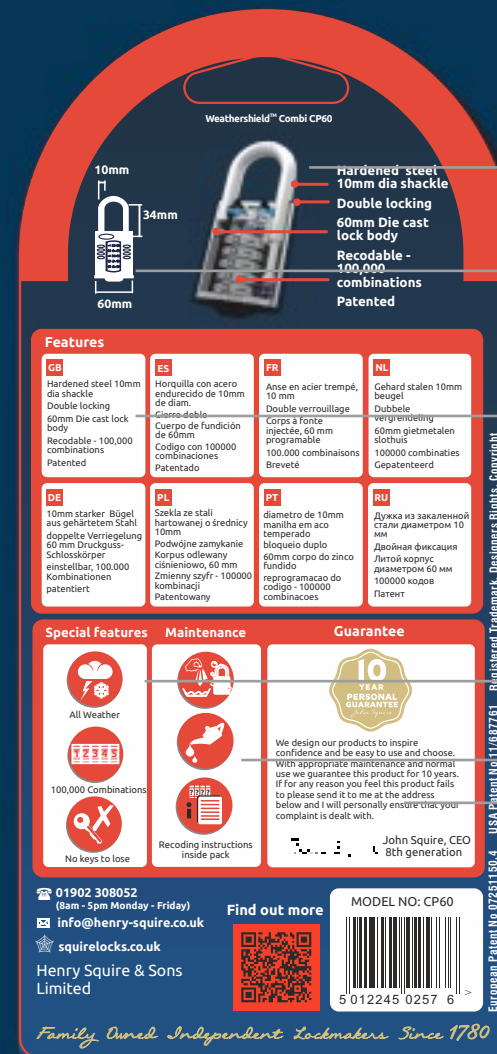 Weathershield™ Combi CP60
10mm
34mm
60mm
Hardened steel
10mm dia shackle
Double locking
60mm Die cast
lock body
Recodable -
100,000
combinations
Patented
Features
GB
Hardened steel 10mm
dia shackle
Double locking
60mm Die cast lock
body
Recodable - 100,000
combinations
Patented
ES
Horquilla con acero
endurecido de 10mm
de diam.
Cierre doble
Cuerpo de fundición
de 60mm
Codigo con 100000
combinaciones
Patentado
FR
Anse en acier trempé,
10 mm
Double verrouillage
Corps à fonte
injectée, 60 mm
programable
100.000 combinaisons
Breveté
NL
Gehard stalen 10mm
beugel
Dubbele
vergrendeling
60mm gietmetalen
slothuis
100000 combinaties
Gepatenteerd
DE
10mm starker Bügel
aus gehärtetem Stahl
doppelte Verriegelung
60 mm Druckguss-
Schlosskörper
einstellbar, 100.000
Kombinationen
patentiert
PL
Szekla ze stali
hartowanej o średnicy
10mm
Podwójne zamykanie
Korpus odlewany
ciśnieniowo, 60 mm
Zmienny szyfr - 100000
kombinacji
Patentowany
PT
diametro de 10mm
manilha em aco
temperado
bloqueio duplo
60mm corpo do zinco
fundido
reprogramacao do
codigo - 100000
combinacoes
RU
Дужка из закаленной
стали диаметром 10
мм
Двойная фиксация
Литой корпус
диаметром 60 мм
100000 кодов
Патент
Special features
All Weather
12345
100,000 Combinations
No keys to lose
Maintenance
Recoding instructions
inside pack
Guarantee
10
YEAR
PERSONAL
GUARANTEE
John Squire
We design our products to inspire
confidence and be easy to use and choose.
With appropriate maintenance and normal
use we guarantee this product for 10 years.
If for any reason you feel this product fails
to please send it to me at the address
below and I will personally ensure that your
complaint is dealt with.
John Squire, CEO
8th generation
01902 308052
(8am - 5pm Monday - Friday)
info@henry-squire.co.uk
squirelocks.co.uk
Henry Squire & Sons
Limited
Find out more
MODEL NO: CP60
5 012245 0257 6 >
Family Owned Independent Lockmakers Since 1780
European Patent No 07251150.4 USA Patent No 11/687761 Registered Trademark. Designers Rights. Copyright